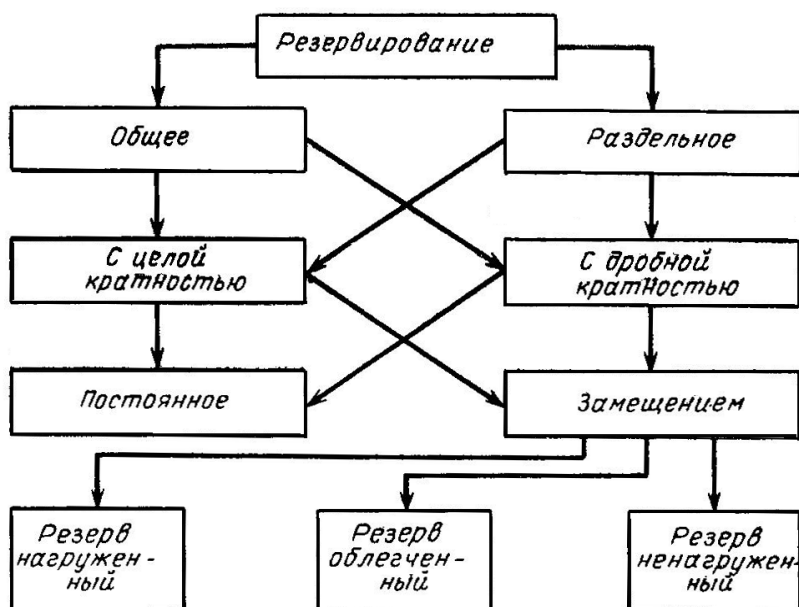 Резервирование
Общее
Раздельное
С целой
кратностью
С дробной
кратностью
Постоянное
Замещением
Резерв
нагружен-
ный
Резерв
облегчен-
ный
Резерв
ненагружен-
ный